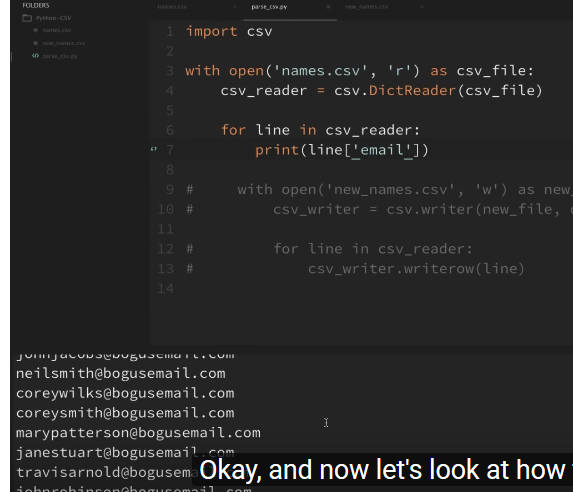 FOLDERS
Python-CSV
names.csv
new_names.csv
parse_csv.py
names.csv
parse_csv.py
new_names.csv
1 import csv
2
3 with open('names.csv', 'r') as csv_file:
4 csv_reader = csv.DictReader(csv_file)
5
6 for line in csv_reader:
7 print(line['email'])
8
9 # with open('new_names.csv', 'w') as new_
10 # csv_writer = csv.writer(new_file,
11
12 # for line in csv_reader:
13 # csv_writer.writerow(line)
14
johnjacobs@bogusemail.com
neilsmith@bogusemail.com
coreywilks@bogusemail.com
coreysmith@bogusemail.com
marypatterson@bogusemail.com
janestuart@bogusemail.com
travisarnold@bogusema
johnrobinson@bogusemail.com
Okay, and now let's look at how